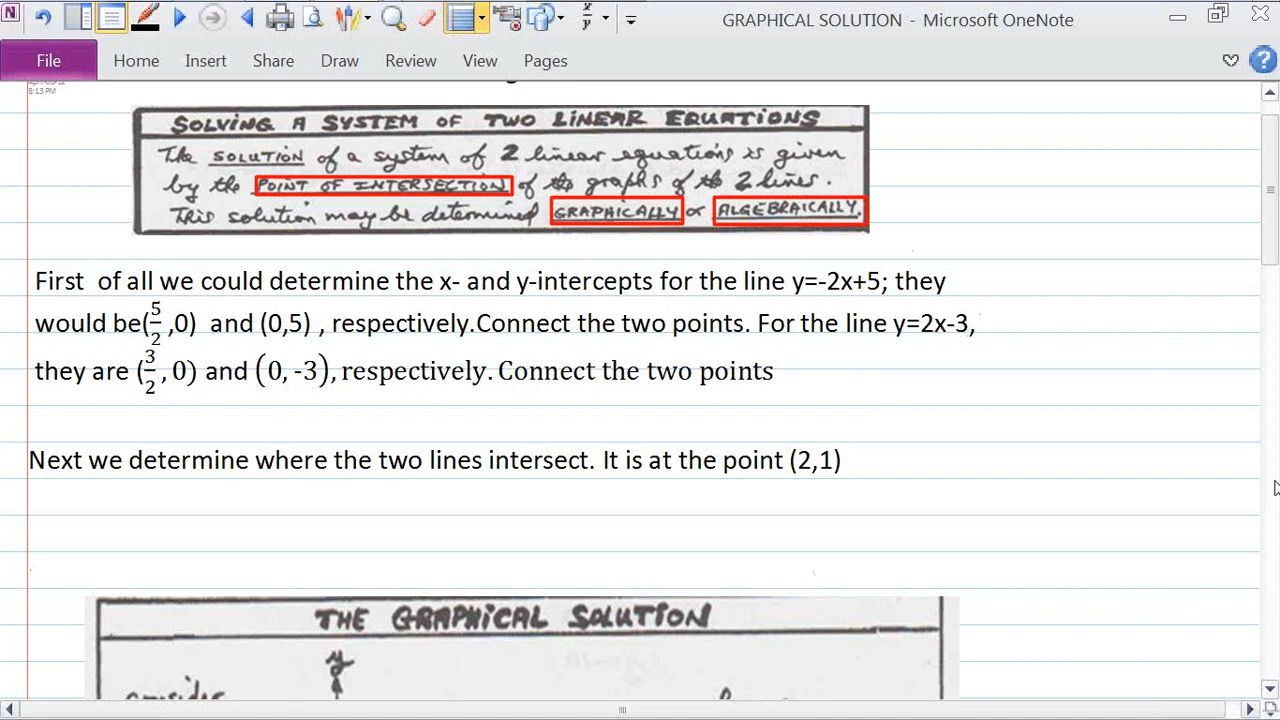 GRAPHICAL SOLUTION - Microsoft OneNote
File Home Insert Share Draw Review View Pages
8:13 PM
SOLVING A SYSTEM OF TWO LINEAR EQUATIONS
The SOLUTION of a system of 2 linear equations is given
by the POINT OF INTERSECTION of the graphs of the 2 lines.
This solution may be determined GRAPHICALLY or ALGEBRAICALLY.
First of all we could determine the x- and y-intercepts for the line y=-2x+5; they
would be(5/2 ,0) and (0,5) , respectively.Connect the two points. For the line y=2x-3,
they are (3/2 , 0) and (0, -3), respectively. Connect the two points
Next we determine where the two lines intersect. It is at the point (2,1)
THE GRAPHICAL SOLUTION
y
consider